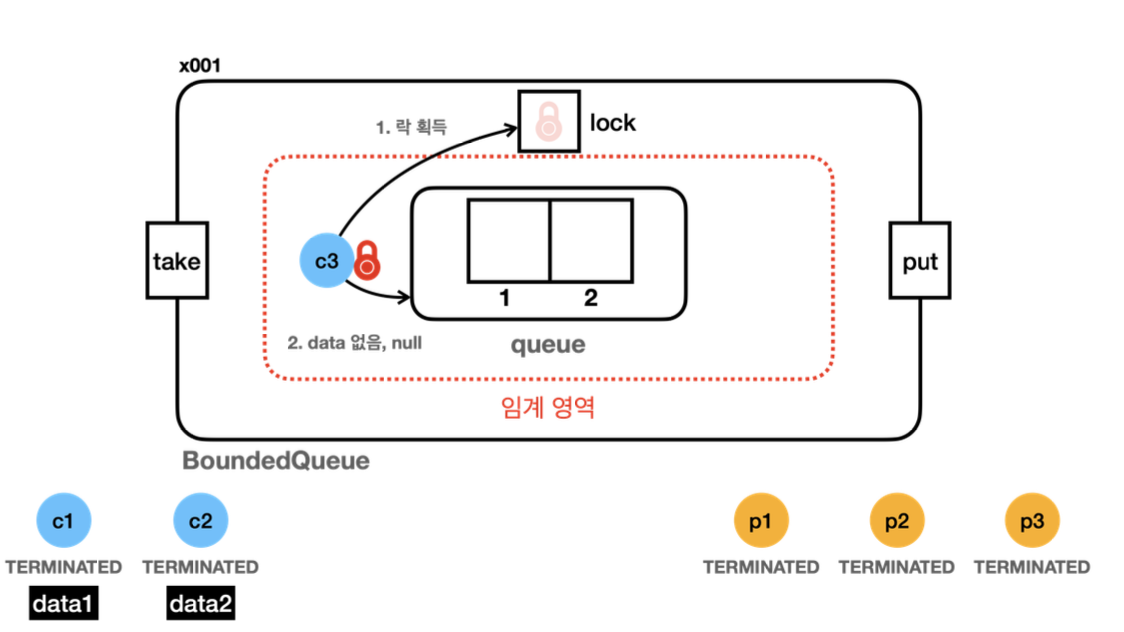 x001
1. 락 획득
lock
take
c3
put
1
2
2. data 없음, null
queue
임계 영역
BoundedQueue
c1
c2
p1
p2
p3
TERMINATED
TERMINATED
TERMINATED
TERMINATED
TERMINATED
data1
data2